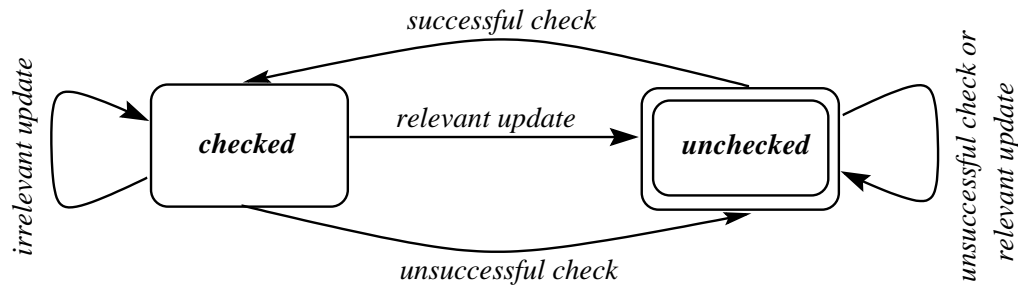 successful check
irrelevant update
checked
relevant update
unchecked
unsuccessful check or
relevant update
unsuccessful check